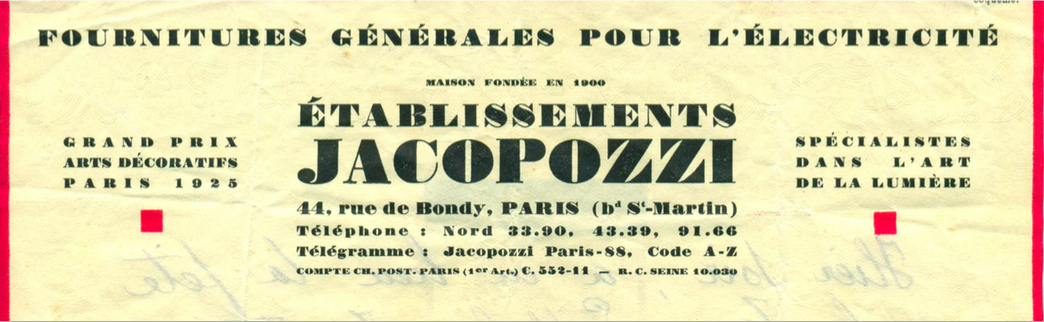 FOURNITURES GÉNÉRALES POUR L'ÉLECTRICITÉ
MAISON FONDÉE EN 1900
ÉTABLISSEMENTS
JACOPOZZI
GRAND PRIX
ARTS DÉCORATIFS
PARIS 1925
SPÉCIALISTES
DANS L'ART
DE LA LUMIÈRE
44, rue de Bondy, PARIS (bd St-Martin)
Téléphone : Nord 33.90, 43.39, 91.66
Télégramme : Jacopozzi Paris-88, Code A-Z
COMPTE CH. POST. PARIS (1er Art.) C. 552-11 — R. C. SEINE 10.030